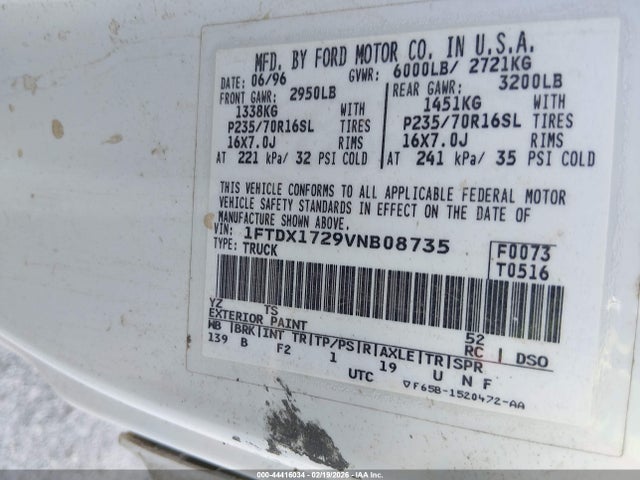 MFD. BY FORD MOTOR CO. IN U.S.A.
DATE: 06/96 GVWR: 6000LB/ 2721KG
FRONT GAWR: 2950LB REAR GAWR: 3200LB
1338KG WITH 1451KG WITH
P235/70R16SL TIRES P235/70R16SL TIRES
16X7.0J RIMS 16X7.0J RIMS
AT 221 kPa/ 32 PSI COLD AT 241 kPa/ 35 PSI COLD
THIS VEHICLE CONFORMS TO ALL APPLICABLE FEDERAL MOTOR
VEHICLE SAFETY STANDARDS IN EFFECT ON THE DATE OF
MANUFACTURE SHOWN ABOVE.
VIN: 1FTDX1729VNB08735 F0073
TYPE: TRUCK T0516
YZ TS 52
EXTERIOR PAINT RC DSO
WB BRK INT TR TP/PS R AXLE TR SPR
139 B F2 1 19 U N F
UTC ▽F65B-1520472-AA
000-44416034 - 02/19/2026 - IAAI.COM